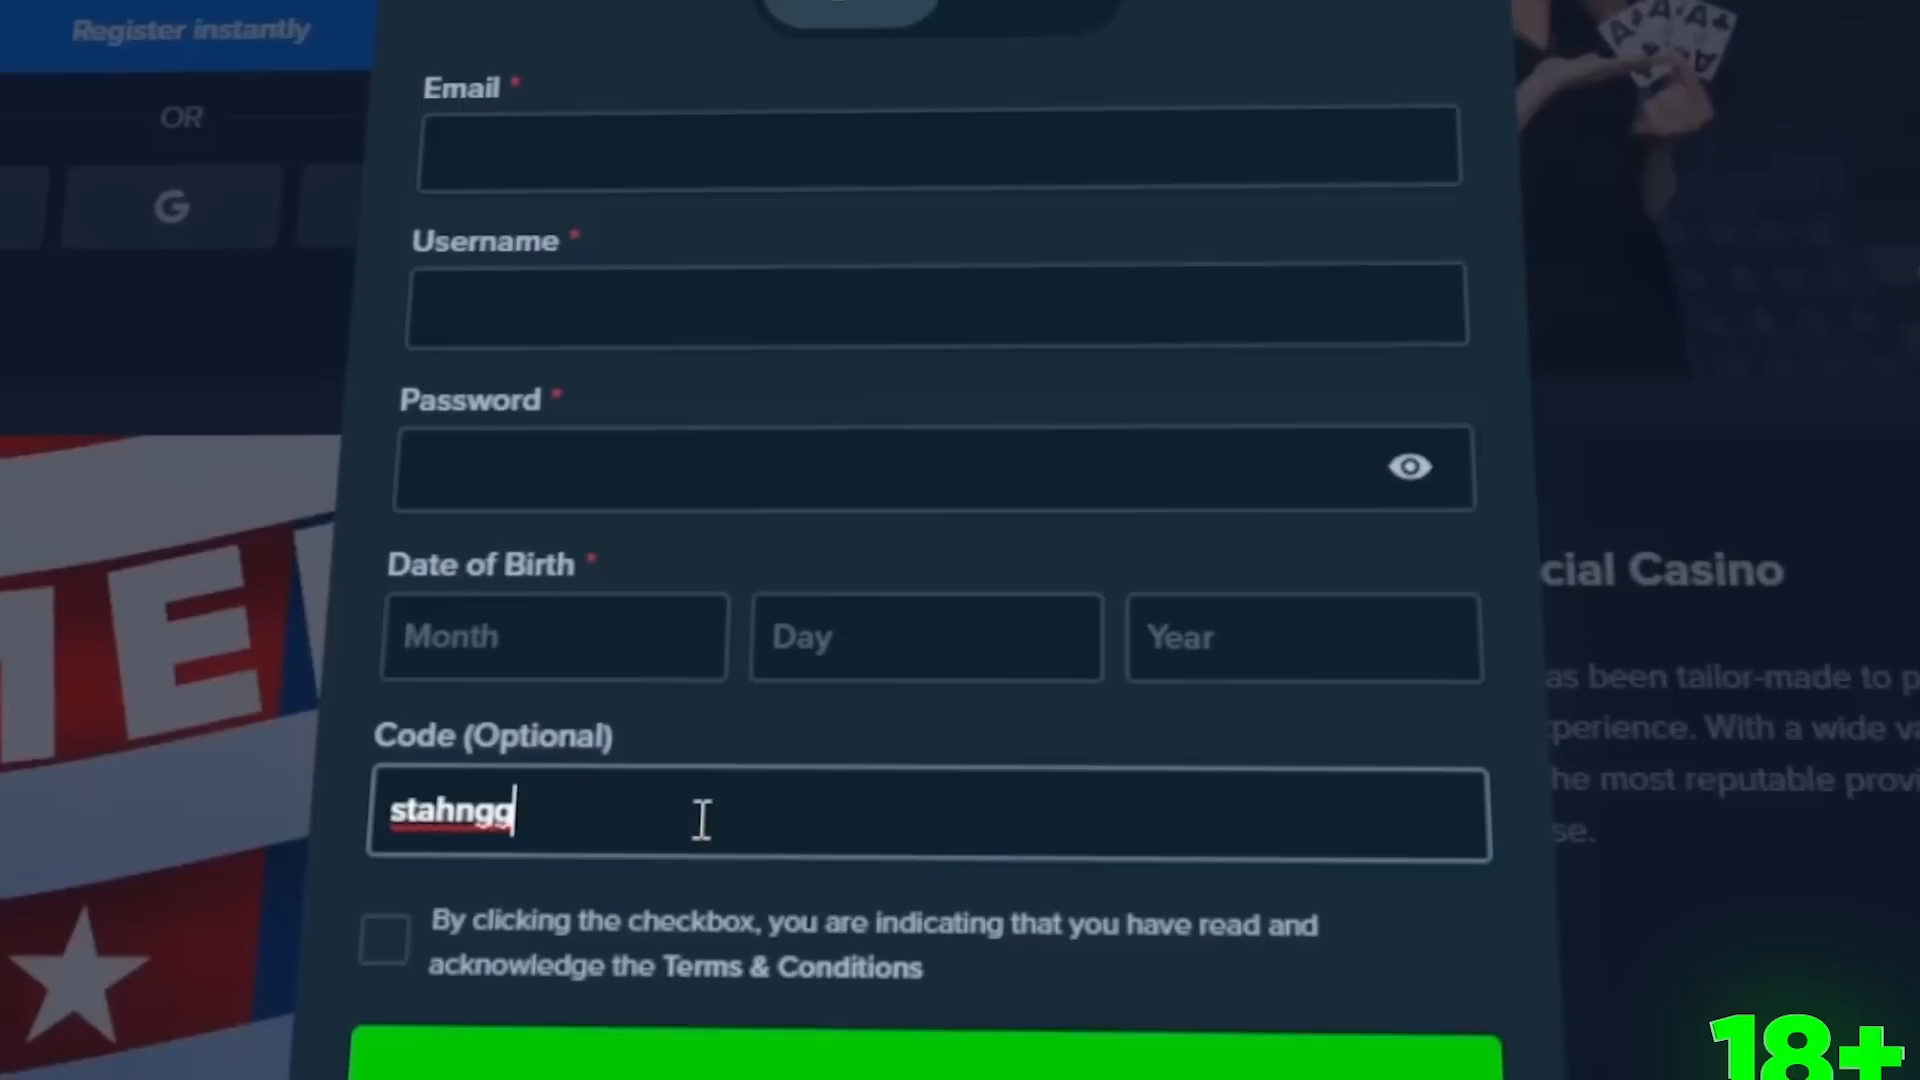 Register instantly
OR
G
Email *
Username *
Password *
Date of Birth *
Month
Day
Year
Code (Optional)
stahngg
By clicking the checkbox, you are indicating that you have read and
acknowledge the Terms & Conditions
cial Casino
as been tailor-made to p
perience. With a wide va
he most reputable provi
se.
ME
A A A A
18+